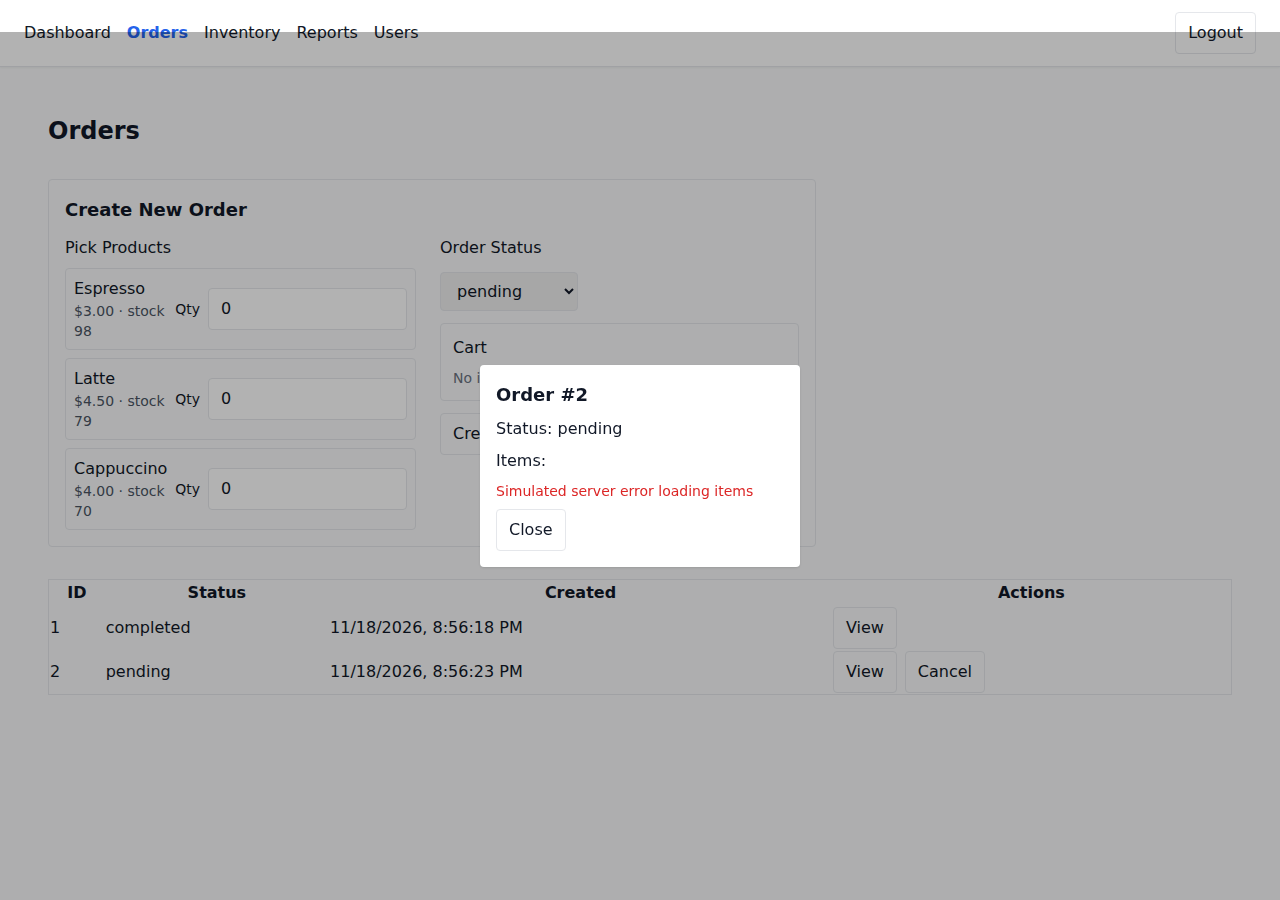 Dashboard Orders Inventory Reports Users Logout
Orders
Create New Order
Pick Products
Espresso
$3.00 · stock
98
Qty
0
Latte
$4.50 · stock
79
Qty
0
Cappuccino
$4.00 · stock
70
Qty
0
Order Status
pending
Cart
No i
Cre
Order #2
Status: pending
Items:
Simulated server error loading items
Close
ID Status Created Actions
1 completed 11/18/2026, 8:56:18 PM View
2 pending 11/18/2026, 8:56:23 PM View Cancel